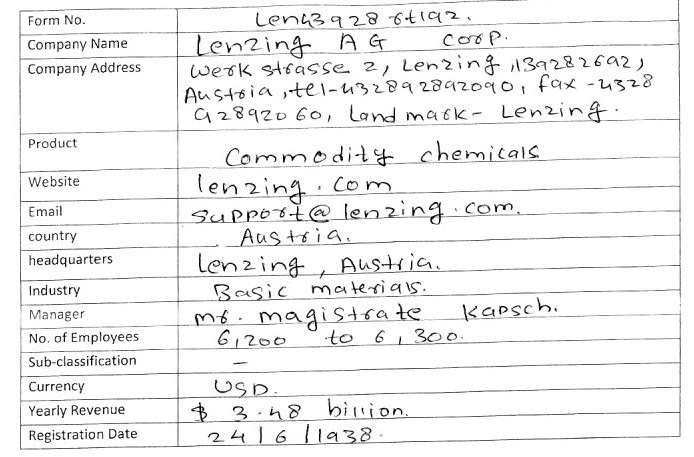 Form No. Len43928 6t192.
Company Name Lenzing AG Corp.
Company Address Werk strasse 2, Lenzing, 139282692,
Austria, tel-432892892090, fax -4328
92892060, Land mark- Lenzing.
Product Commodity chemicals
Website lenzing.com
Email support@lenzing.com.
country Austria.
headquarters Lenzing, Austria.
Industry Basic materials.
Manager mr. magistrate Kapsch.
No. of Employees 6,200 to 6,300.
Sub-classification –
Currency USD.
Yearly Revenue $ 3.48 billion.
Registration Date 24/6/1938.